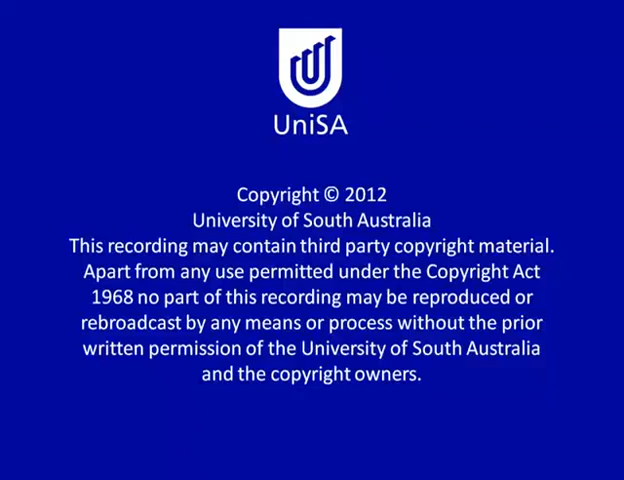 UniSA
Copyright © 2012
University of South Australia
This recording may contain third party copyright material.
Apart from any use permitted under the Copyright Act
1968 no part of this recording may be reproduced or
rebroadcast by any means or process without the prior
written permission of the University of South Australia
and the copyright owners.